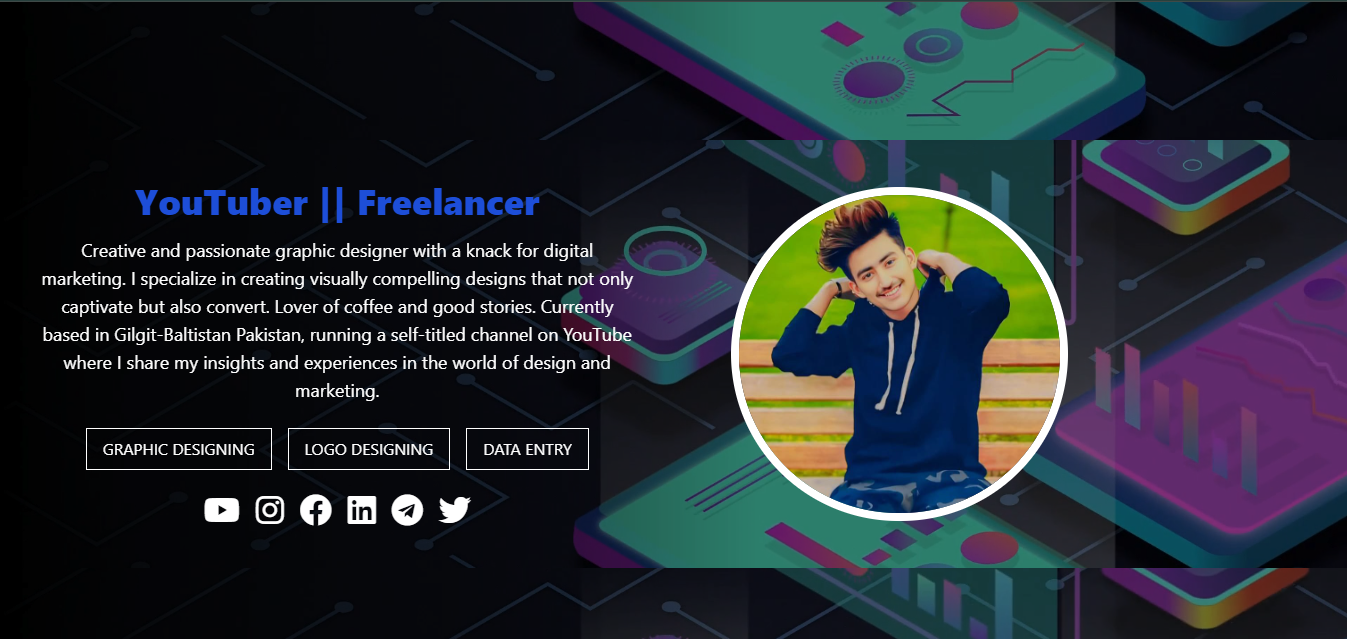 YouTuber || Freelancer
Creative and passionate graphic designer with a knack for digital
marketing. I specialize in creating visually compelling designs that not only
captivate but also convert. Lover of coffee and good stories. Currently
based in Gilgit-Baltistan Pakistan, running a self-titled channel on YouTube
where I share my insights and experiences in the world of design and
marketing.
GRAPHIC DESIGNING LOGO DESIGNING DATA ENTRY